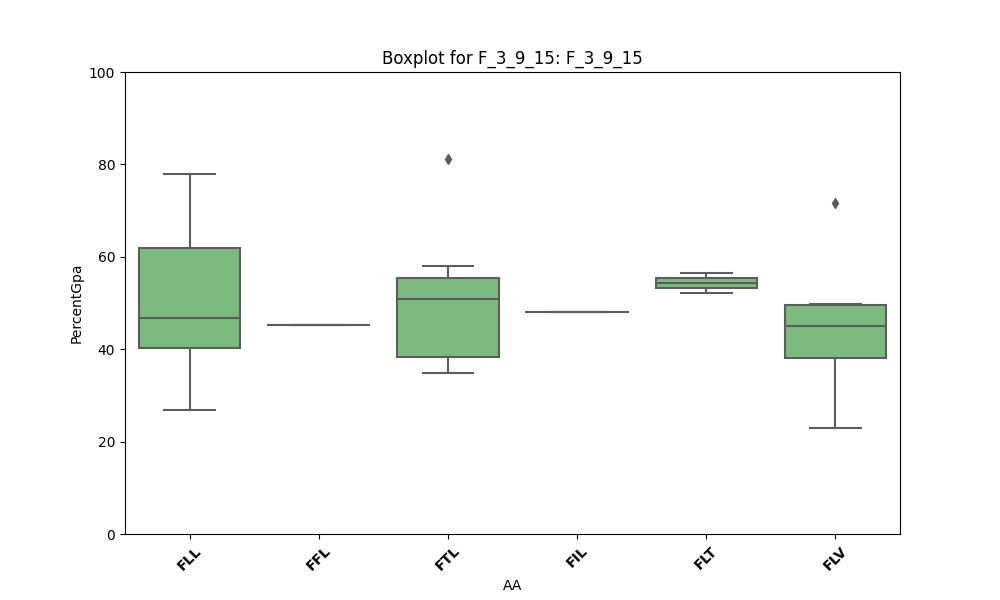 Boxplot for F_3_9_15: F_3_9_15
100
80
60
40
20
0
PercentGpa
FLL
FFL
FTL
FIL
FLT
FLV
AA